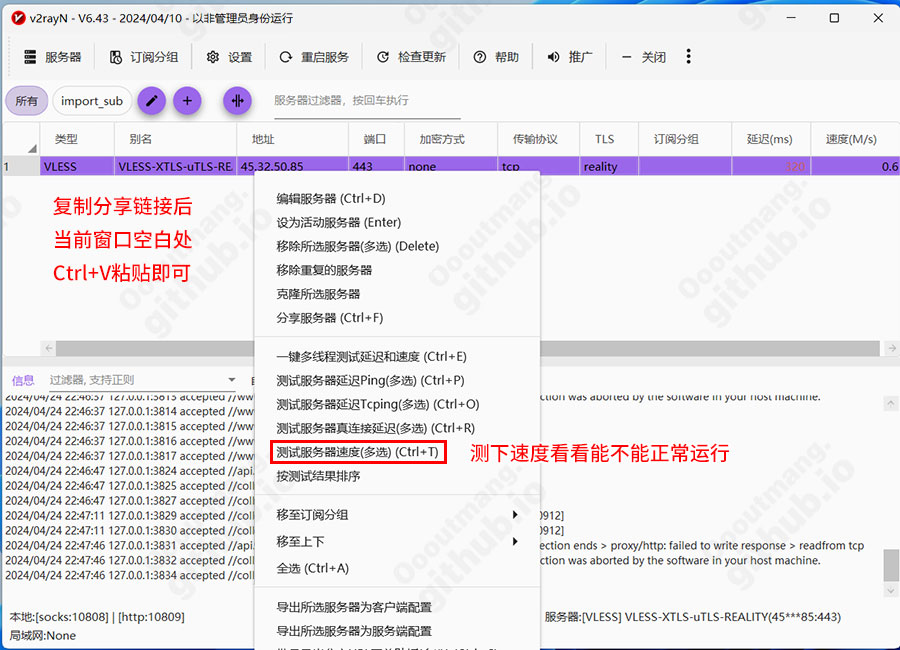 v2rayN - V6.43 - 2024/04/10 - 以非管理员身份运行
服务器 订阅分组 设置 重启服务 检查更新 帮助 推广 关闭
所有 import_sub 服务器过滤器，按回车执行
类型 别名 地址 端口 加密方式 传输协议 TLS 订阅分组 延迟(ms) 速度(M/s)
1 VLESS VLESS-XTLS-uTLS-RE. 45.32.50.85 443 none tcp reality 320 0.6
复制分享链接后
当前窗口空白处
Ctrl+V粘贴即可
编辑服务器 (Ctrl+D)
设为活动服务器 (Enter)
移除所选服务器(多选) (Delete)
移除重复的服务器
克隆所选服务器
分享服务器 (Ctrl+F)
一键多线程测试延迟和速度 (Ctrl+E)
测试服务器延迟Ping(多选) (Ctrl+P)
测试服务器延迟Tcping(多选) (Ctrl+O)
测试服务器真连接延迟(多选) (Ctrl+R)
测试服务器速度(多选) (Ctrl+T)
测下速度看看能不能正常运行
按测试结果排序
移至订阅分组
移至上下
全选 (Ctrl+A)
导出所选服务器为客户端配置
导出所选服务器为服务端配置
信息 过滤器, 支持正则
2024/04/24 22:46:37 127.0.0.1:3813 accepted //ww ction was aborted by the software in your host machine.
2024/04/24 22:46:37 127.0.0.1:3814 accepted //ww
2024/04/24 22:46:37 127.0.0.1:3815 accepted //ww
2024/04/24 22:46:37 127.0.0.1:3816 accepted //ww
2024/04/24 22:46:37 127.0.0.1:3817 accepted //ww
2024/04/24 22:46:37 127.0.0.1:3824 accepted //api.
2024/04/24 22:46:37 127.0.0.1:3825 accepted //coll
2024/04/24 22:46:37 127.0.0.1:3827 accepted //coll
2024/04/24 22:47:11 127.0.0.1:3829 accepted //coll 0912]
2024/04/24 22:47:11 127.0.0.1:3830 accepted //coll 0912]
2024/04/24 22:47:46 127.0.0.1:3831 accepted //api. ection ends > proxy/http: failed to write response > readfrom tcp
2024/04/24 22:47:46 127.0.0.1:3832 accepted //coll ction was aborted by the software in your host machine.
2024/04/24 22:47:46 127.0.0.1:3834 accepted //coll
本地:[socks:10808] | [http:10809] 服务器:[VLESS] VLESS-XTLS-uTLS-REALITY(45***85:443)
局域网:None
Oooutmang.
github.io
Oooutmang.
github.io
Oooutmang.
github.io
Oooutmang.
github.io
Oooutmang.
github.io